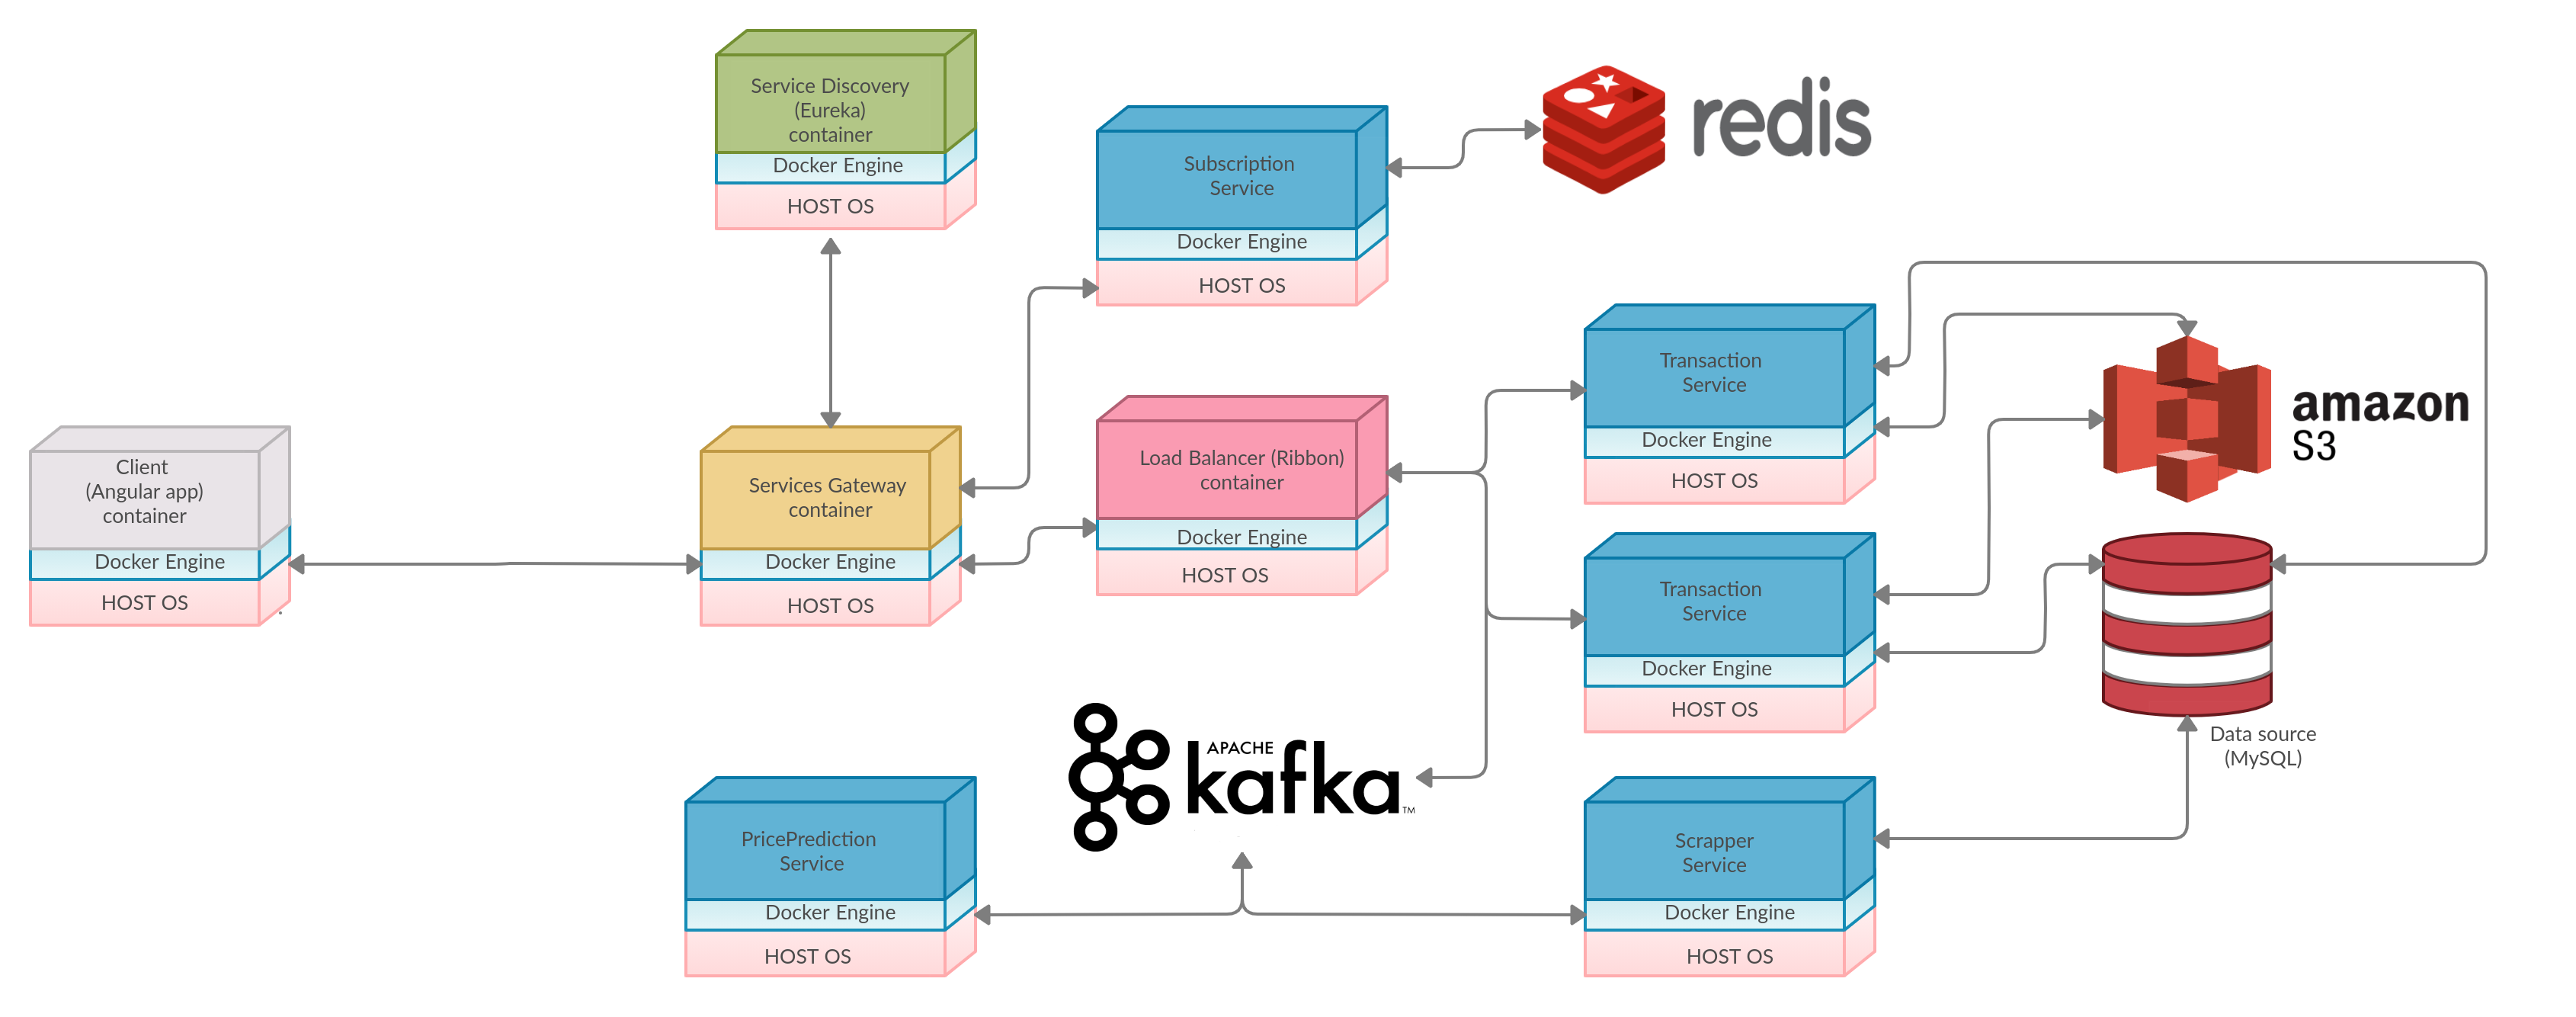 Service Discovery
(Eureka)
container
Docker Engine
HOST OS
Subscription
Service
Docker Engine
HOST OS
redis
Client
(Angular app)
container
Docker Engine
HOST OS
Services Gateway
container
Docker Engine
HOST OS
Load Balancer (Ribbon)
container
Docker Engine
HOST OS
Transaction
Service
Docker Engine
HOST OS
amazon
S3
Transaction
Service
Docker Engine
HOST OS
Data source
(MySQL)
APACHE
kafka™
PricePrediction
Service
Docker Engine
HOST OS
Scrapper
Service
Docker Engine
HOST OS